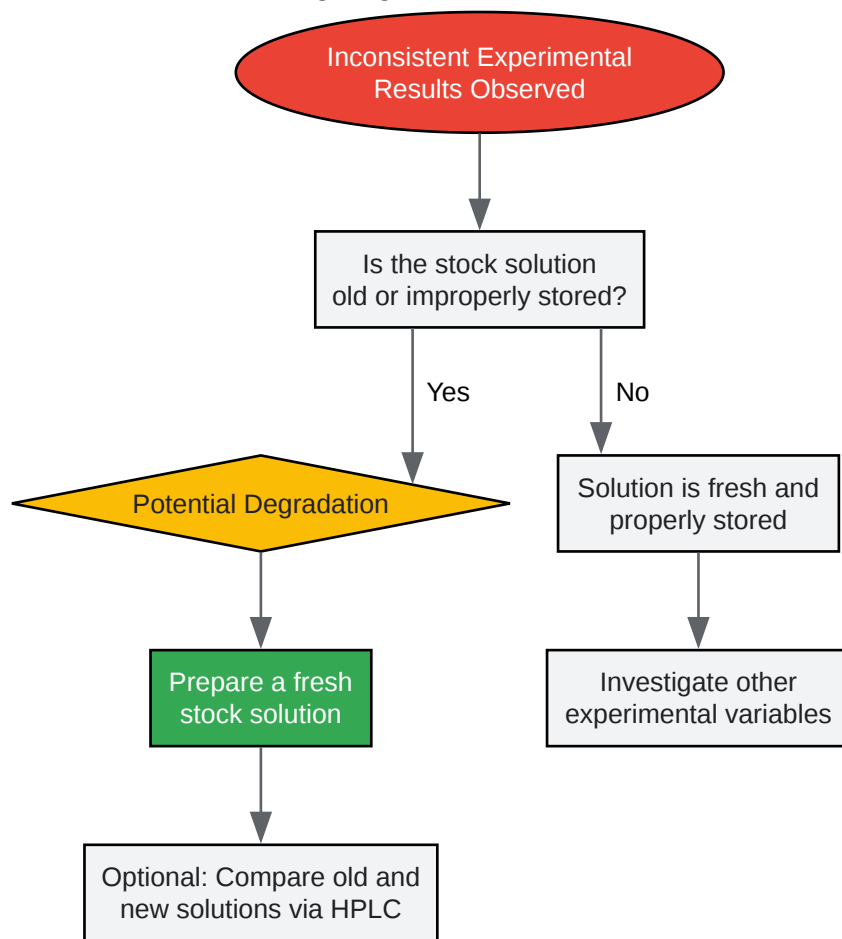 Inconsistent Experimental
Results Observed
Is the stock solution
old or improperly stored?
Yes
No
Potential Degradation
Solution is fresh and
properly stored
Prepare a fresh
stock solution
Investigate other
experimental variables
Optional: Compare old and
new solutions via HPLC